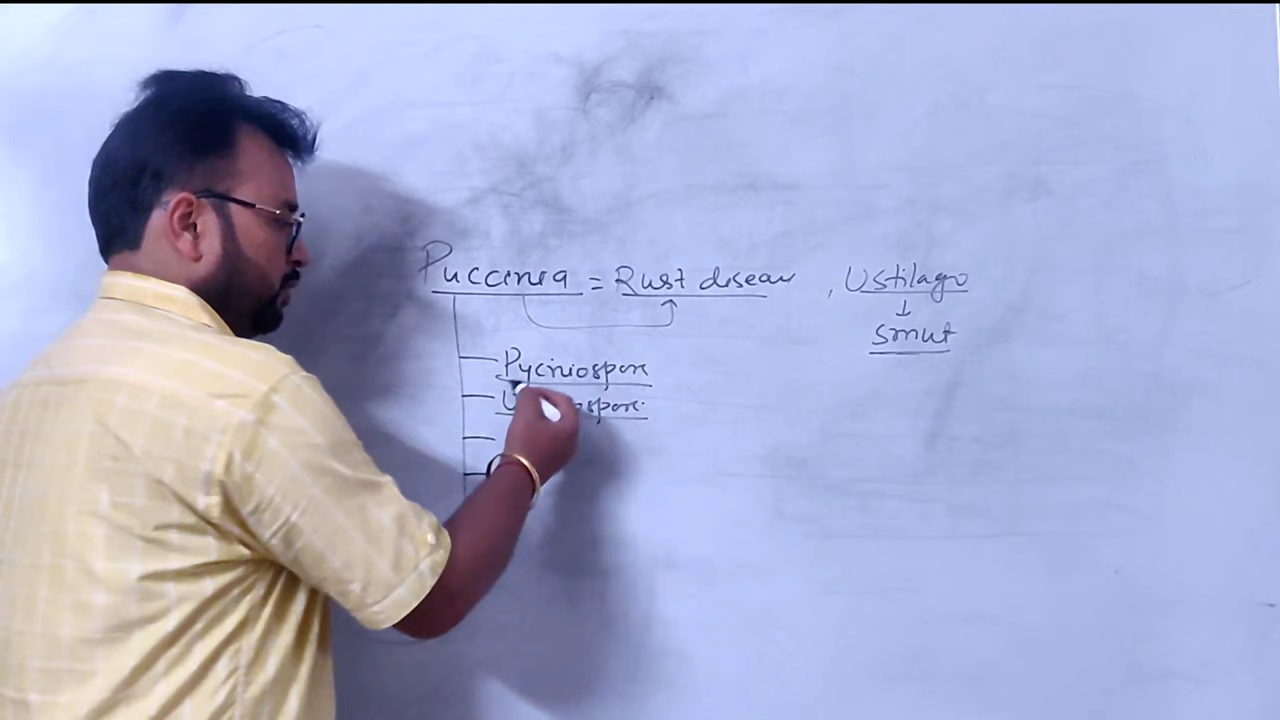 Puccinia = Rust disease , Ustilago
↓
Smut
Pycniospore